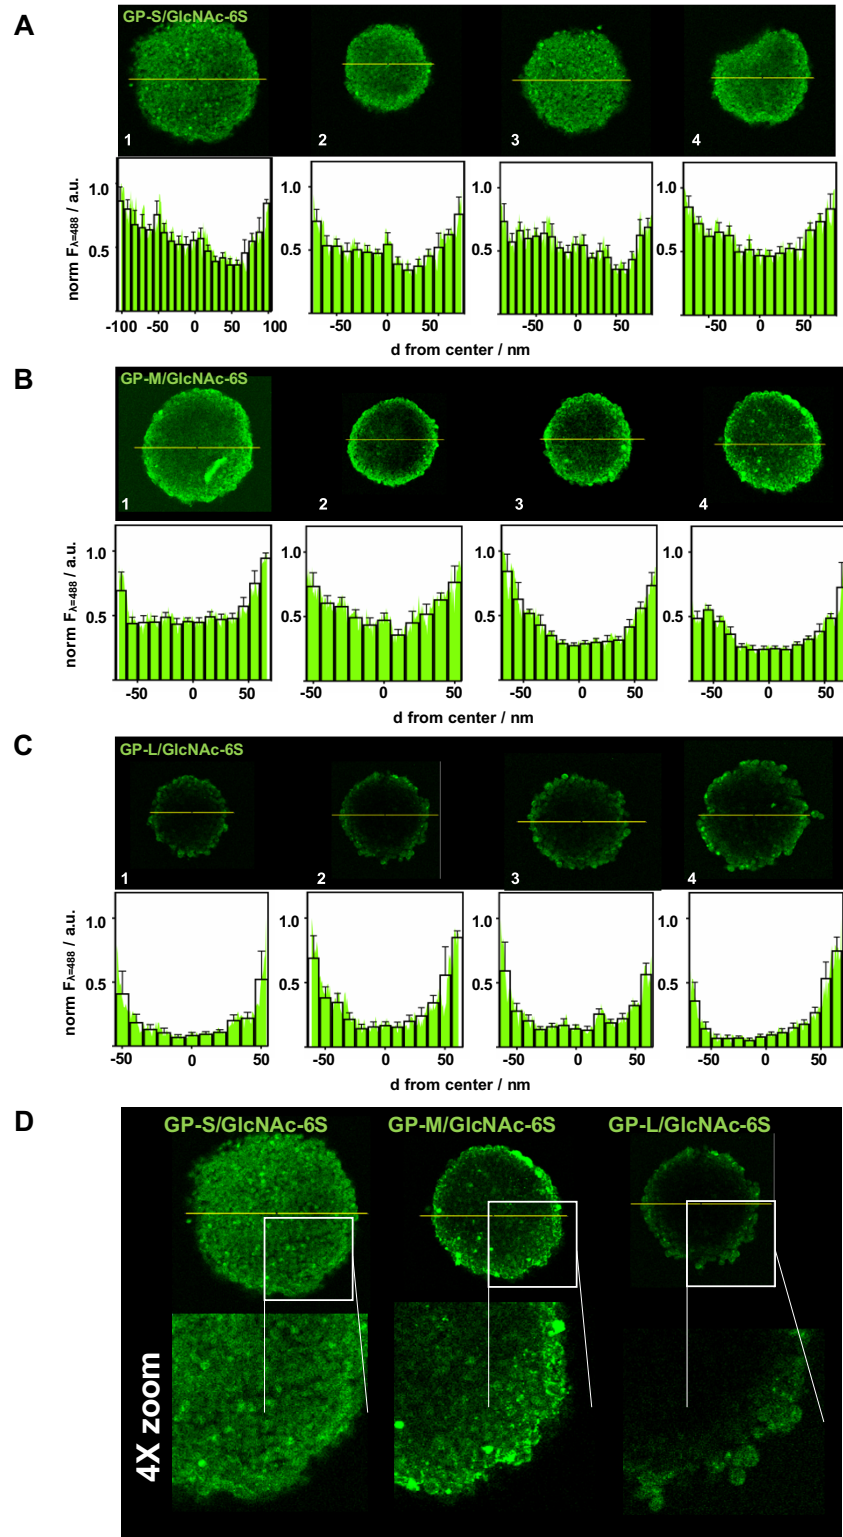 A
GP-S/GlcNAc-6S
1 2 3 4
norm Fλ=488 / a.u.
1.0
0.5
-100 -50 0 50 100
1.0
0.5
-50 0 50
1.0
0.5
-50 0 50
1.0
0.5
-50 0 50
d from center / nm
B
GP-M/GlcNAc-6S
1 2 3 4
norm Fλ=488 / a.u.
1.0
0.5
-50 0 50
1.0
0.5
-50 0 50
1.0
0.5
-50 0 50
1.0
0.5
-50 0 50
d from center / nm
C
GP-L/GlcNAc-6S
1 2 3 4
norm Fλ=488 / a.u.
1.0
0.5
-50 0 50
1.0
0.5
-50 0 50
1.0
0.5
-50 0 50
1.0
0.5
-50 0 50
d from center / nm
D
GP-S/GlcNAc-6S GP-M/GlcNAc-6S GP-L/GlcNAc-6S
4X zoom